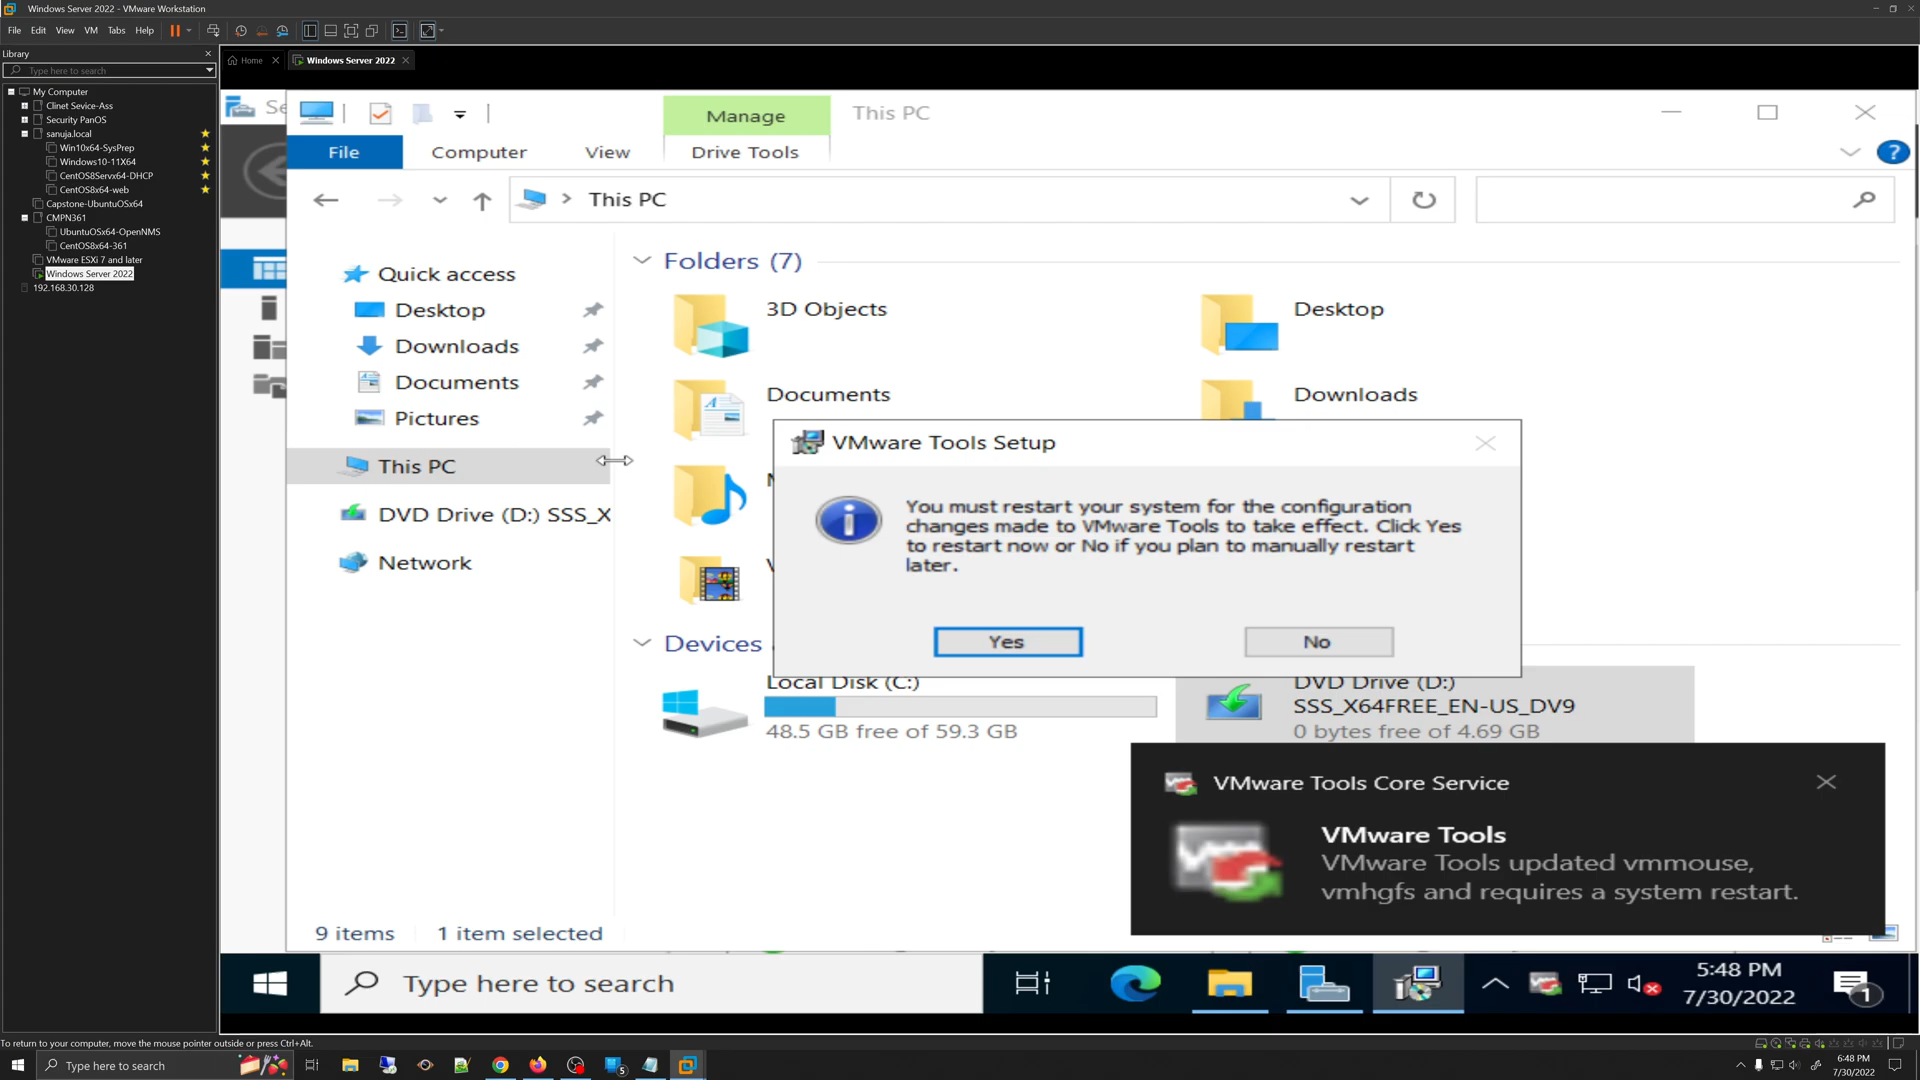 Windows Server 2022 - VMware Workstation
File Edit View VM Tabs Help
Library
Type here to search
My Computer
Clinet Sevice-Ass
Security PanOS
sanuja.local
Win10x64-SysPrep
Windows10-11X64
CentOS8Servx64-DHCP
CentOS8x64-web
Capstone-UbuntuOSx64
CMPN361
UbuntuOSx64-OpenNMS
CentOS8x64-361
VMware ESXi 7 and later
Windows Server 2022
192.168.30.128
Home
Windows Server 2022
Se
Manage
This PC
File
Computer
View
Drive Tools
This PC
Quick access
Desktop
Downloads
Documents
Pictures
This PC
DVD Drive (D:) SSS_X
Network
Folders (7)
3D Objects
Desktop
Documents
Downloads
VMware Tools Setup
You must restart your system for the configuration
changes made to VMware Tools to take effect. Click Yes
to restart now or No if you plan to manually restart
later.
Yes
No
Devices
Local Disk (C:)
48.5 GB free of 59.3 GB
DVD Drive (D:)
SSS_X64FREE_EN-US_DV9
0 bytes free of 4.69 GB
VMware Tools Core Service
VMware Tools
VMware Tools updated vmmouse,
vmhgfs and requires a system restart.
9 items
1 item selected
Type here to search
5:48 PM
7/30/2022
1
To return to your computer, move the mouse pointer outside or press Ctrl+Alt.
Type here to search
5
6:48 PM
7/30/2022